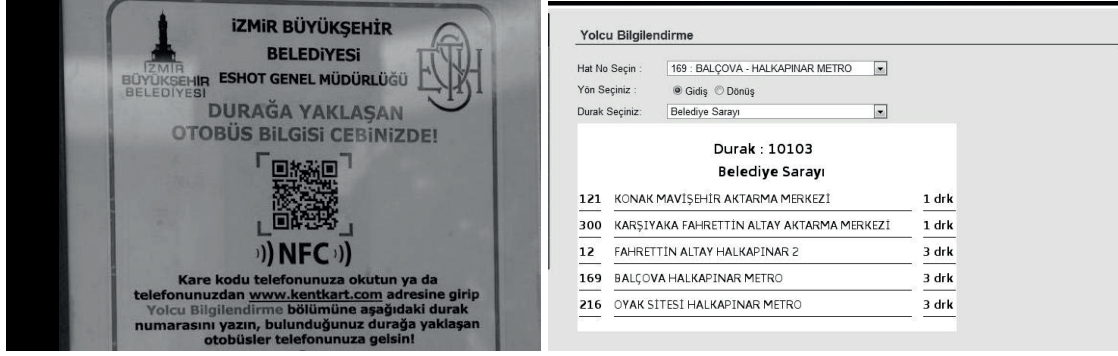 İZMİR BÜYÜKŞEHİR
BELEDİYESİ
ESHOT GENEL MÜDÜRLÜĞÜ
İZMİR
BÜYÜKŞEHİR
BELEDİYESİ
ESHOT
DURAĞA YAKLAŞAN
OTOBÜS BİLGİSİ CEBİNİZDE!
NFC
Kare kodu telefonunuza okutun ya da
telefonunuzdan www.kentkart.com adresine girip
Yolcu Bilgilendirme bölümüne aşağıdaki durak
numarasını yazın, bulunduğunuz durağa yaklaşan
otobüsler telefonunuza gelsin!
Yolcu Bilgilendirme
Hat No Seçin : 169 : BALÇOVA - HALKAPINAR METRO
Yön Seçiniz : Gidiş Dönüş
Durak Seçiniz: Belediye Sarayı
Durak : 10103
Belediye Sarayı
121 KONAK MAVİŞEHİR AKTARMA MERKEZİ 1 drk
300 KARŞIYAKA FAHRETTİN ALTAY AKTARMA MERKEZİ 1 drk
12 FAHRETTİN ALTAY HALKAPINAR 2 3 drk
169 BALÇOVA HALKAPINAR METRO 3 drk
216 OYAK SİTESİ HALKAPINAR METRO 3 drk